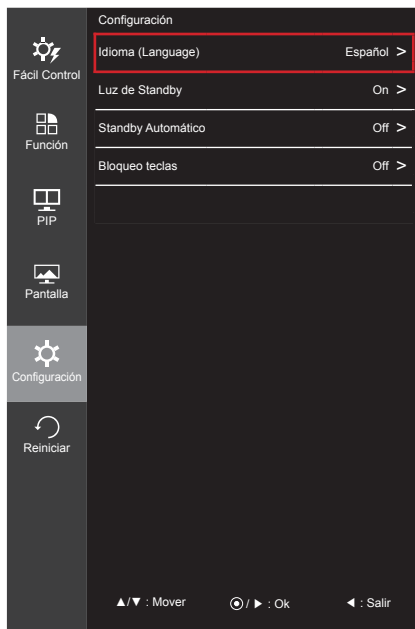 Configuración
Fácil Control
Idioma (Language) Español >
Luz de Standby On >
Función
Standby Automático Off >
Bloqueo teclas Off >
PIP
Pantalla
Configuración
Reiniciar
▲/▼ : Mover ⦿/ ▶ : Ok ◀ : Salir